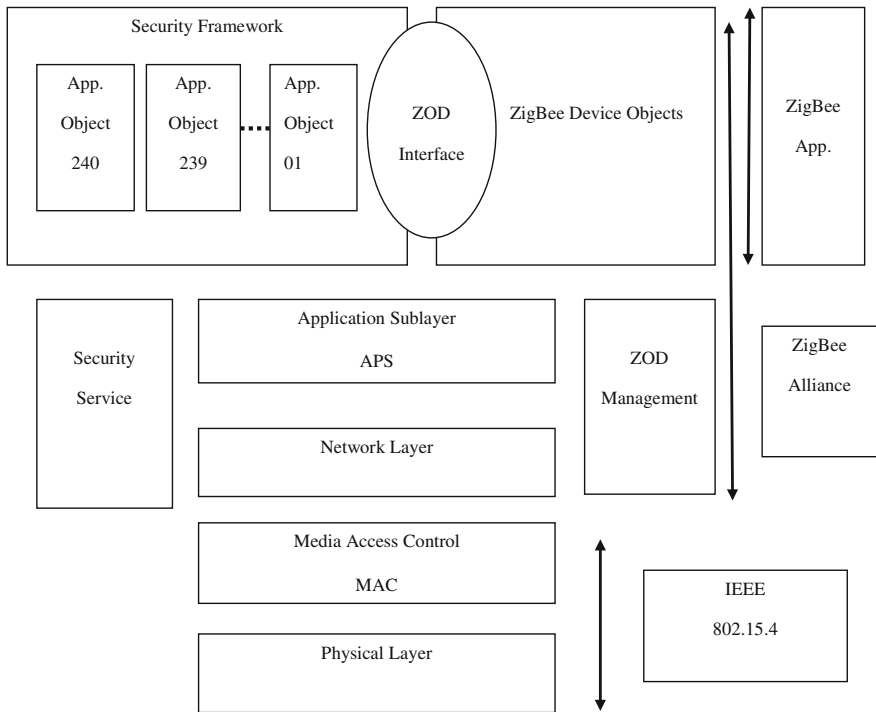 Security Framework
App.
Object
240
App.
Object
239
App.
Object
01
ZOD
Interface
ZigBee Device Objects
ZigBee
App.
Security
Service
Application Sublayer
APS
ZOD
Management
ZigBee
Alliance
Network Layer
Media Access Control
MAC
IEEE
802.15.4
Physical Layer